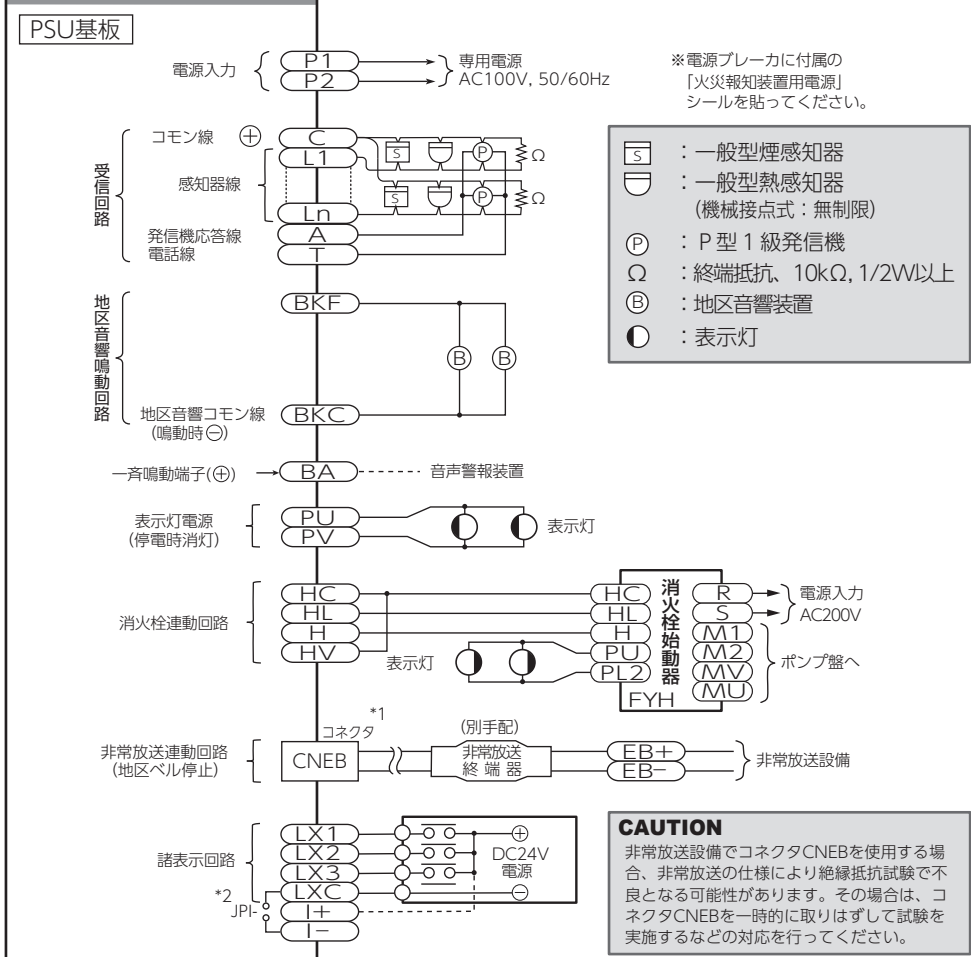 PSU基板
電源入力
P1
P2
専用電源
AC100V, 50/60Hz
※電源ブレーカに付属の
「火災報知装置用電源」
シールを貼ってください。
受信回路
コモン線 ⊕
C
感知器線
L1
Ln
発信機応答線
A
電話線
T
S
P
Ω
S
P
Ω
S :一般型煙感知器
:一般型熱感知器
(機械接点式:無制限)
P :P型1級発信機
Ω :終端抵抗、10kΩ, 1/2W以上
B :地区音響装置
:表示灯
地区音響鳴動回路
BKF
B
B
地区音響コモン線
(鳴動時⊖)
BKC
一斉鳴動端子(⊕)
BA
音声警報装置
表示灯電源
(停電時消灯)
PU
PV
表示灯
消火栓連動回路
HC
HL
H
HV
表示灯
HC
HL
H
PU
PL2
消火栓始動器
FYH
R
S
M1
M2
MV
MU
電源入力
AC200V
ポンプ盤へ
非常放送連動回路
(地区ベル停止)
*1
コネクタ
CNEB
(別手配)
非常放送
終端器
EB+
EB−
非常放送設備
諸表示回路
LX1
LX2
LX3
LXC
I+
I−
*2
JPI-
⊕
DC24V
電源
⊖
CAUTION
非常放送設備でコネクタCNEBを使用する場
合、非常放送の仕様により絶縁抵抗試験で不
良となる可能性があります。その場合は、コ
ネクタCNEBを一時的に取りはずして試験を
実施するなどの対応を行ってください。